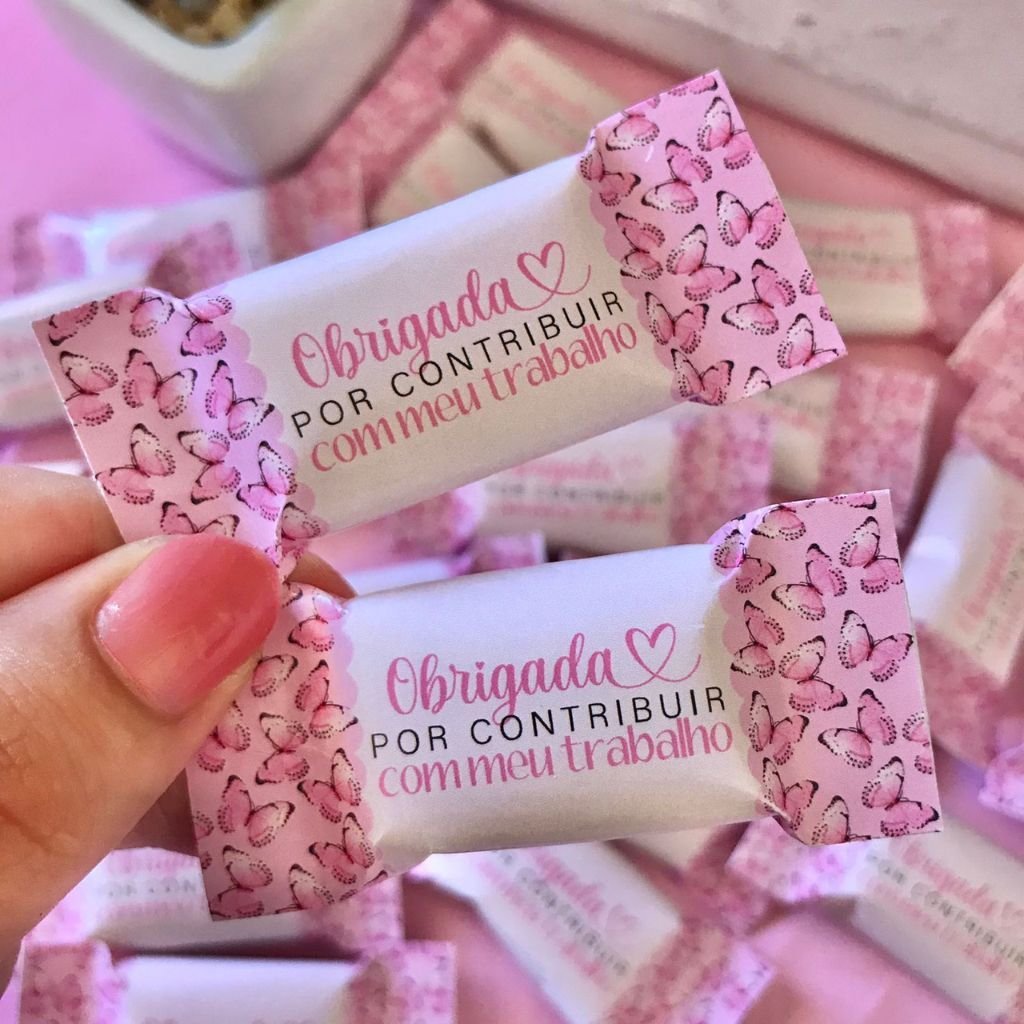 Obrigada
POR CONTRIBUIR
com meu trabalho
Obrigada
POR CONTRIBUIR
com meu trabalho